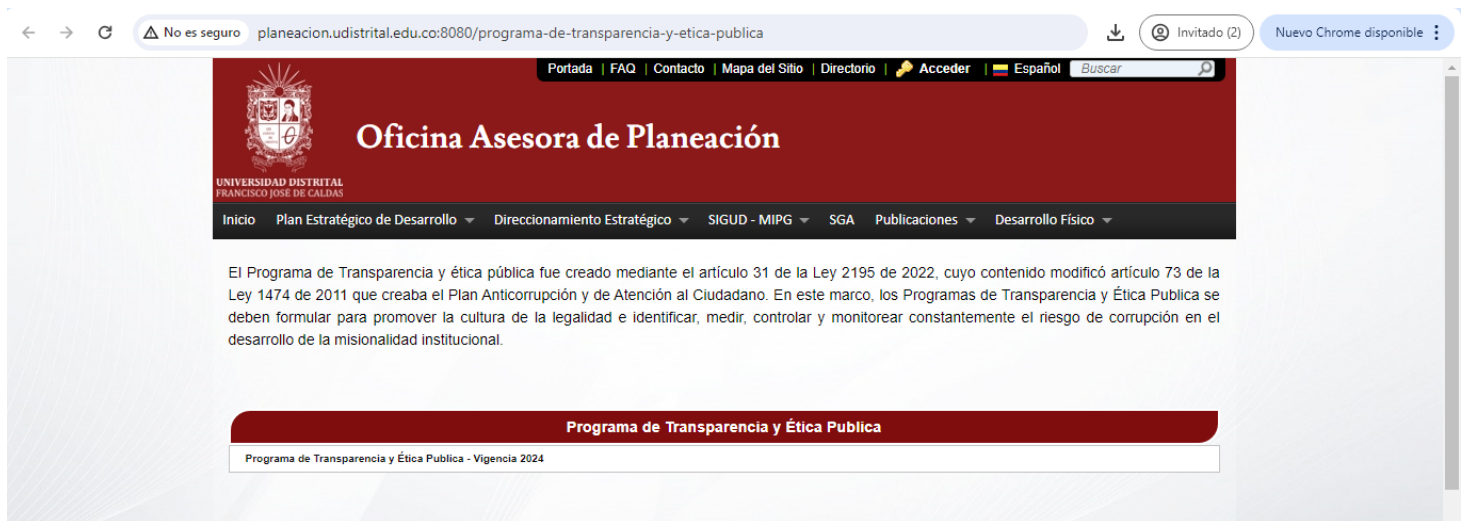 No es seguro planeacion.udistrital.edu.co:8080/programa-de-transparencia-y-etica-publica Invitado (2) Nuevo Chrome disponible
Portada | FAQ | Contacto | Mapa del Sitio | Directorio | Acceder | Español Buscar
Oficina Asesora de Planeación
UNIVERSIDAD DISTRITAL
FRANCISCO JOSÉ DE CALDAS
Inicio Plan Estratégico de Desarrollo Direccionamiento Estratégico SIGUD - MIPG SGA Publicaciones Desarrollo Físico
El Programa de Transparencia y ética pública fue creado mediante el artículo 31 de la Ley 2195 de 2022, cuyo contenido modificó artículo 73 de la
Ley 1474 de 2011 que creaba el Plan Anticorrupción y de Atención al Ciudadano. En este marco, los Programas de Transparencia y Ética Publica se
deben formular para promover la cultura de la legalidad e identificar, medir, controlar y monitorear constantemente el riesgo de corrupción en el
desarrollo de la misionalidad institucional.
Programa de Transparencia y Ética Publica
Programa de Transparencia y Ética Publica - Vigencia 2024